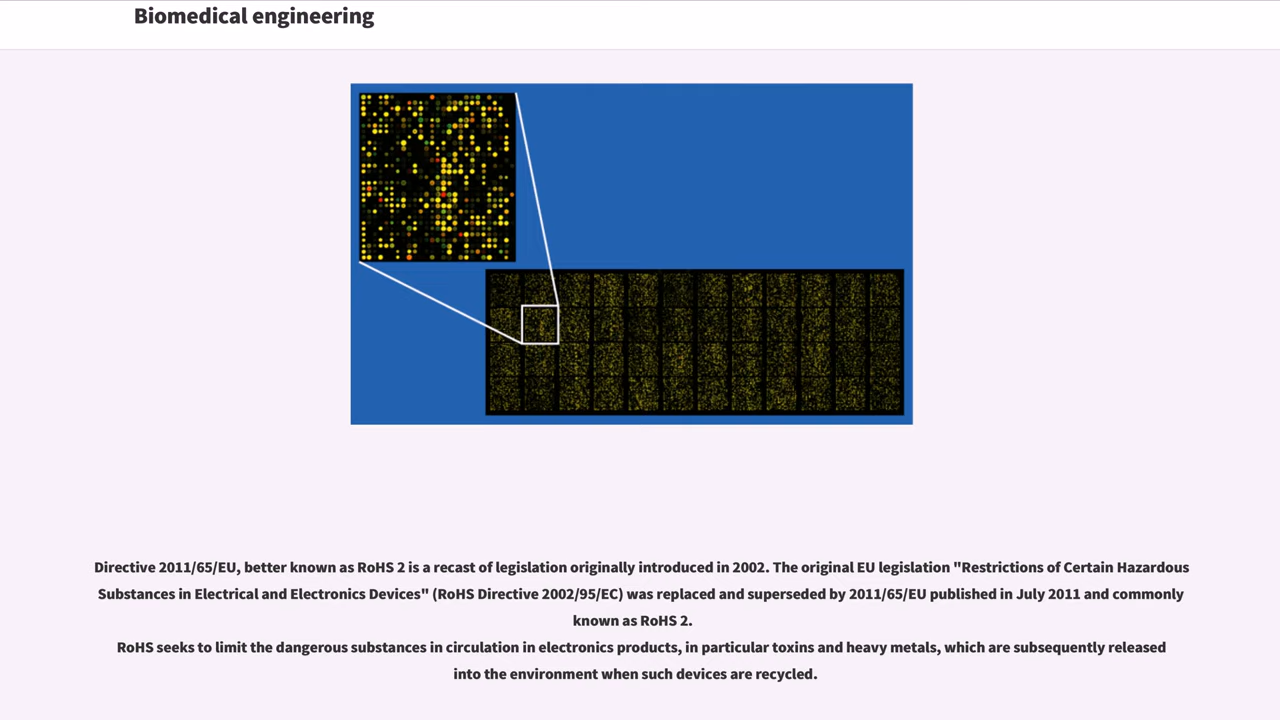 Biomedical engineering
Directive 2011/65/EU, better known as RoHS 2 is a recast of legislation originally introduced in 2002. The original EU legislation "Restrictions of Certain Hazardous
Substances in Electrical and Electronics Devices" (RoHS Directive 2002/95/EC) was replaced and superseded by 2011/65/EU published in July 2011 and commonly
known as RoHS 2.
RoHS seeks to limit the dangerous substances in circulation in electronics products, in particular toxins and heavy metals, which are subsequently released
into the environment when such devices are recycled.